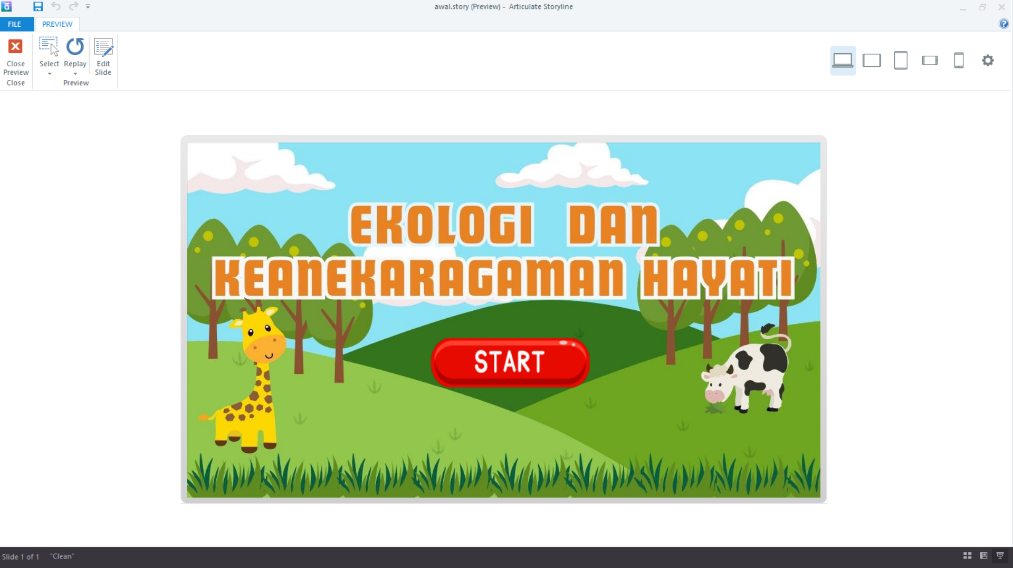 awal.story (Preview) - Articulate Storyline
FILE
PREVIEW
Close Preview
Select
Replay
Edit Slide
Close
Preview
EKOLOGI DAN
KEANEKARAGAMAN HAYATI
START
Slide 1 of 1
"Clean"